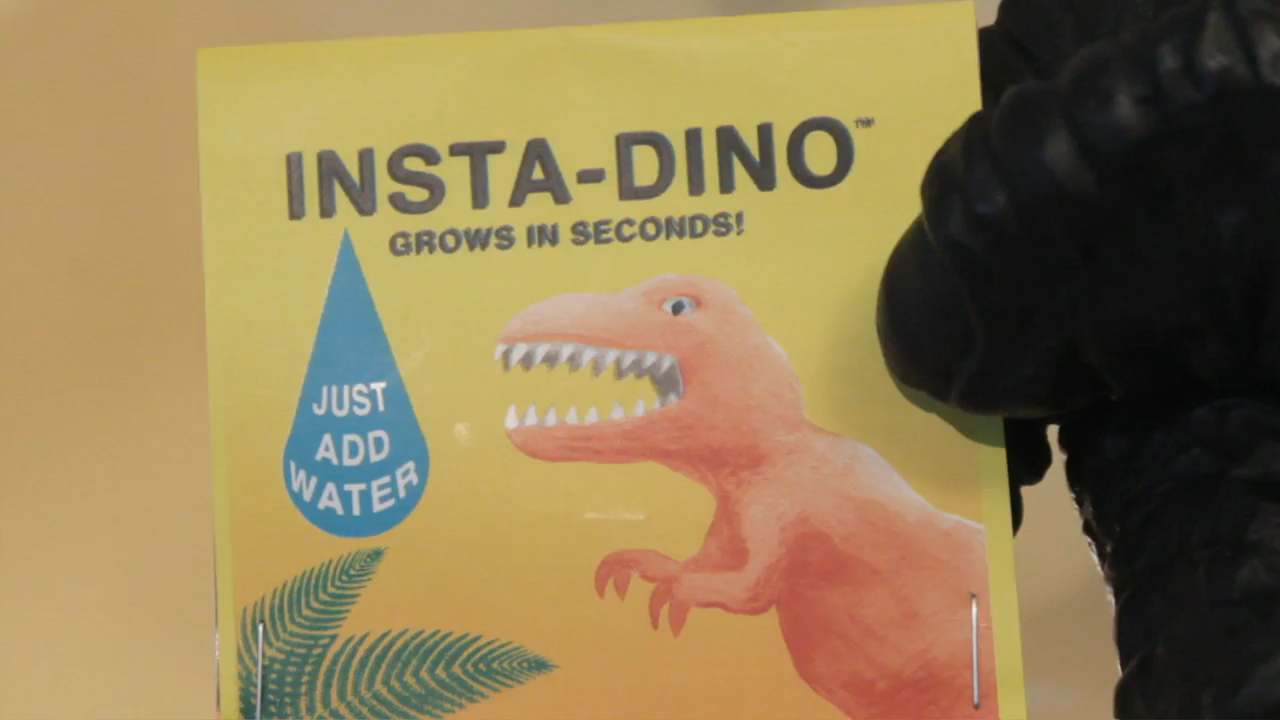 INSTA-DINO™
GROWS IN SECONDS!
JUST
ADD
WATER